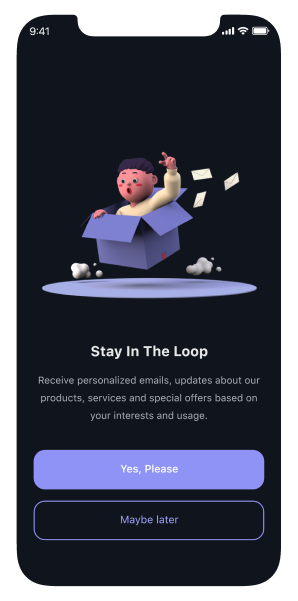 9:41
Stay In The Loop
Receive personalized emails, updates about our
products, services and special offers based on
your interests and usage.
Yes, Please
Maybe later